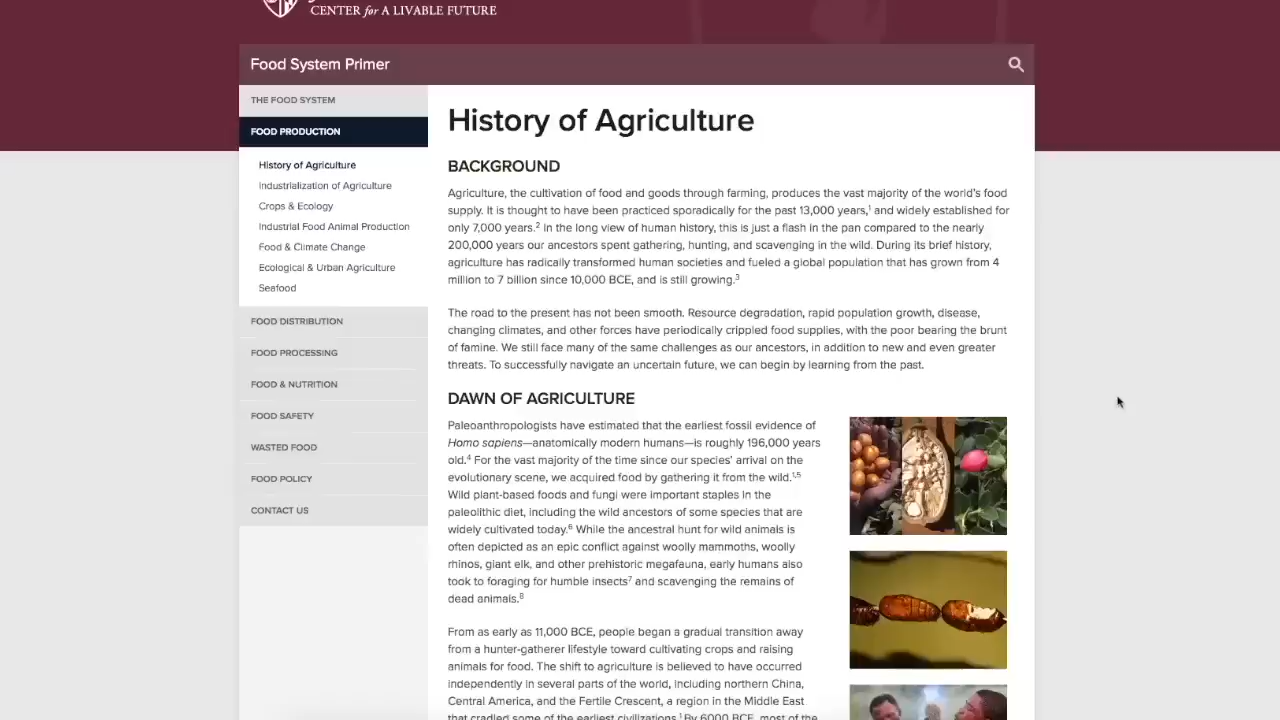 CENTER for A LIVABLE FUTURE
Food System Primer
THE FOOD SYSTEM
FOOD PRODUCTION
History of Agriculture
Industrialization of Agriculture
Crops & Ecology
Industrial Food Animal Production
Food & Climate Change
Ecological & Urban Agriculture
Seafood
FOOD DISTRIBUTION
FOOD PROCESSING
FOOD & NUTRITION
FOOD SAFETY
WASTED FOOD
FOOD POLICY
CONTACT US
History of Agriculture
BACKGROUND
Agriculture, the cultivation of food and goods through farming, produces the vast majority of the world's food
supply. It is thought to have been practiced sporadically for the past 13,000 years,¹ and widely established for
only 7,000 years.² In the long view of human history, this is just a flash in the pan compared to the nearly
200,000 years our ancestors spent gathering, hunting, and scavenging in the wild. During its brief history,
agriculture has radically transformed human societies and fueled a global population that has grown from 4
million to 7 billion since 10,000 BCE, and is still growing.³
The road to the present has not been smooth. Resource degradation, rapid population growth, disease,
changing climates, and other forces have periodically crippled food supplies, with the poor bearing the brunt
of famine. We still face many of the same challenges as our ancestors, in addition to new and even greater
threats. To successfully navigate an uncertain future, we can begin by learning from the past.
DAWN OF AGRICULTURE
Paleoanthropologists have estimated that the earliest fossil evidence of
Homo sapiens—anatomically modern humans—is roughly 196,000 years
old.⁴ For the vast majority of the time since our species' arrival on the
evolutionary scene, we acquired food by gathering it from the wild.¹,⁵
Wild plant-based foods and fungi were important staples in the
paleolithic diet, including the wild ancestors of some species that are
widely cultivated today.⁶ While the ancestral hunt for wild animals is
often depicted as an epic conflict against woolly mammoths, woolly
rhinos, giant elk, and other prehistoric megafauna, early humans also
took to foraging for humble insects⁷ and scavenging the remains of
dead animals.⁸
From as early as 11,000 BCE, people began a gradual transition away
from a hunter-gatherer lifestyle toward cultivating crops and raising
animals for food. The shift to agriculture is believed to have occurred
independently in several parts of the world, including northern China,
Central America, and the Fertile Crescent, a region in the Middle East
that cradled some of the earliest civilizations.¹ By 6000 BCE, most of the